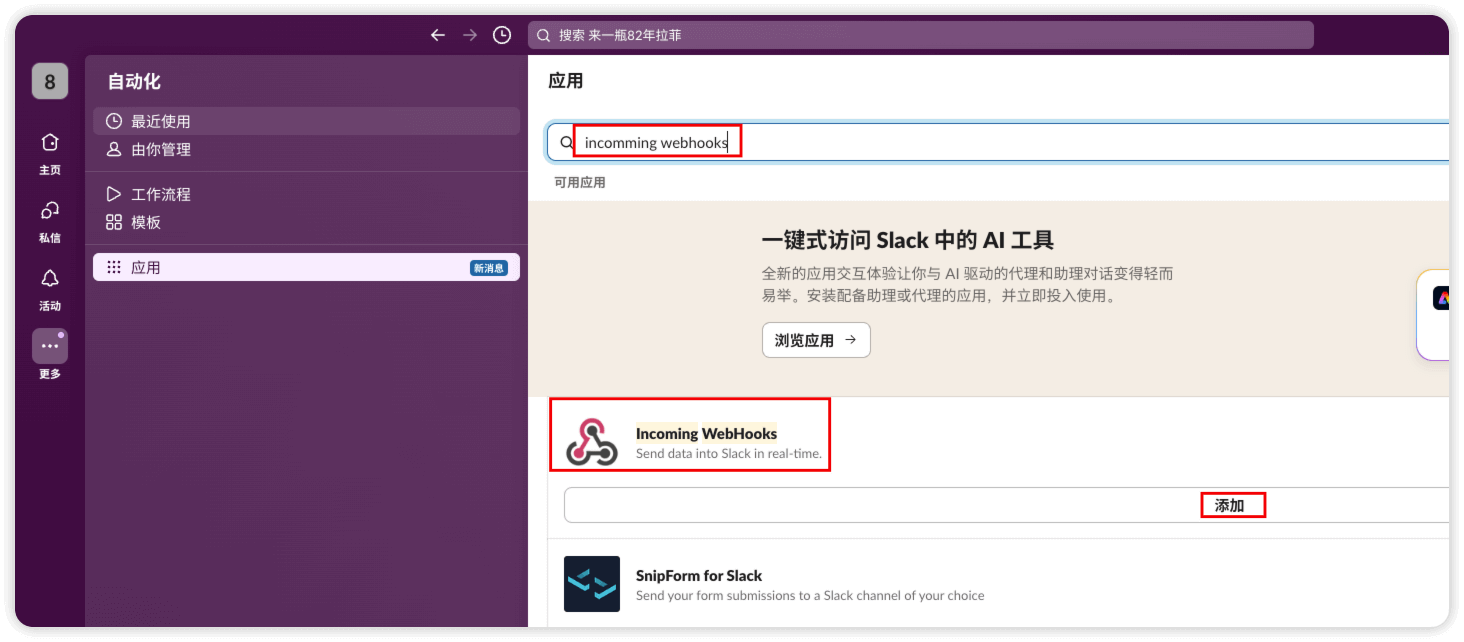 搜索 来一瓶82年拉菲
8
主页
私信
活动
更多
自动化
最近使用
由你管理
工作流程
模板
应用
新消息
应用
incomming webhooks
可用应用
一键式访问 Slack 中的 AI 工具
全新的应用交互体验让你与 AI 驱动的代理和助理对话变得轻而
易举。安装配备助理或代理的应用，并立即投入使用。
浏览应用 →
Incoming WebHooks
Send data into Slack in real-time.
添加
SnipForm for Slack
Send your form submissions to a Slack channel of your choice